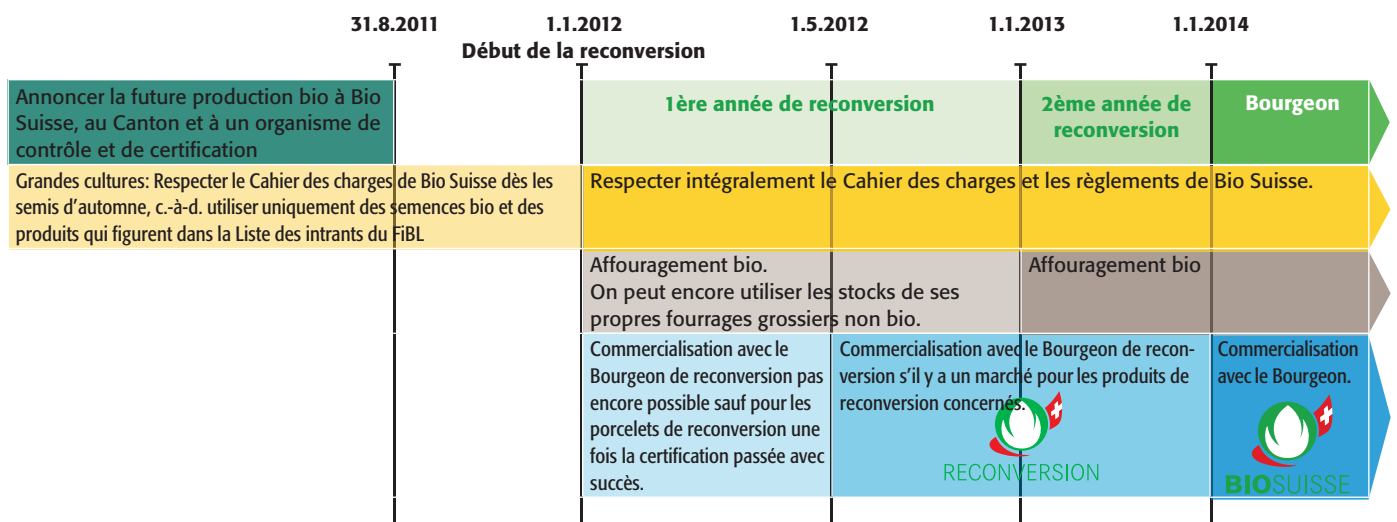 31.8.2011
1.1.2012
1.5.2012
1.1.2013
1.1.2014
Début de la reconversion
Annoncer la future production bio à Bio
Suisse, au Canton et à un organisme de
contrôle et de certification
1ère année de reconversion
2ème année de
reconversion
Bourgeon
Grandes cultures: Respecter le Cahier des charges de Bio Suisse dès les
semis d'automne, c.-à-d. utiliser uniquement des semences bio et des
produits qui figurent dans la Liste des intrants du FiBL
Respecter intégralement le Cahier des charges et les règlements de Bio Suisse.
Affouragement bio.
On peut encore utiliser les stocks de ses
propres fourrages grossiers non bio.
Affouragement bio
Commercialisation avec le
Bourgeon de reconversion pas
encore possible sauf pour les
porcelets de reconversion une
fois la certification passée avec
succès.
Commercialisation avec le Bourgeon de recon-
version s'il y a un marché pour les produits de
reconversion concernés.
RECONVERSION
Commercialisation
avec le Bourgeon.
BIOSUISSE